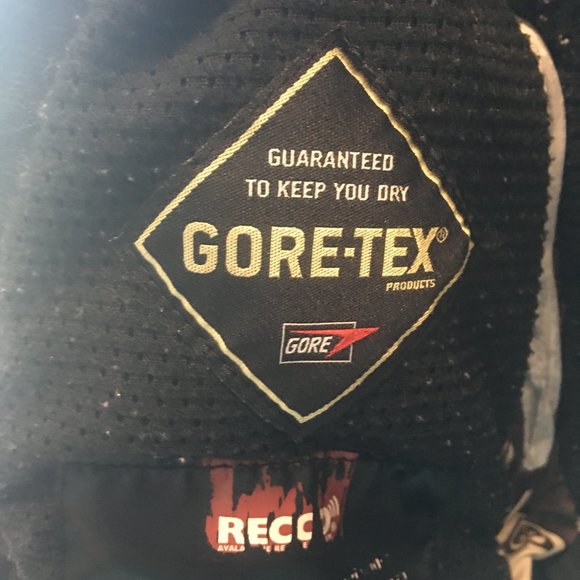 GUARANTEED
TO KEEP YOU DRY
GORE-TEX®
PRODUCTS
GORE
RECC